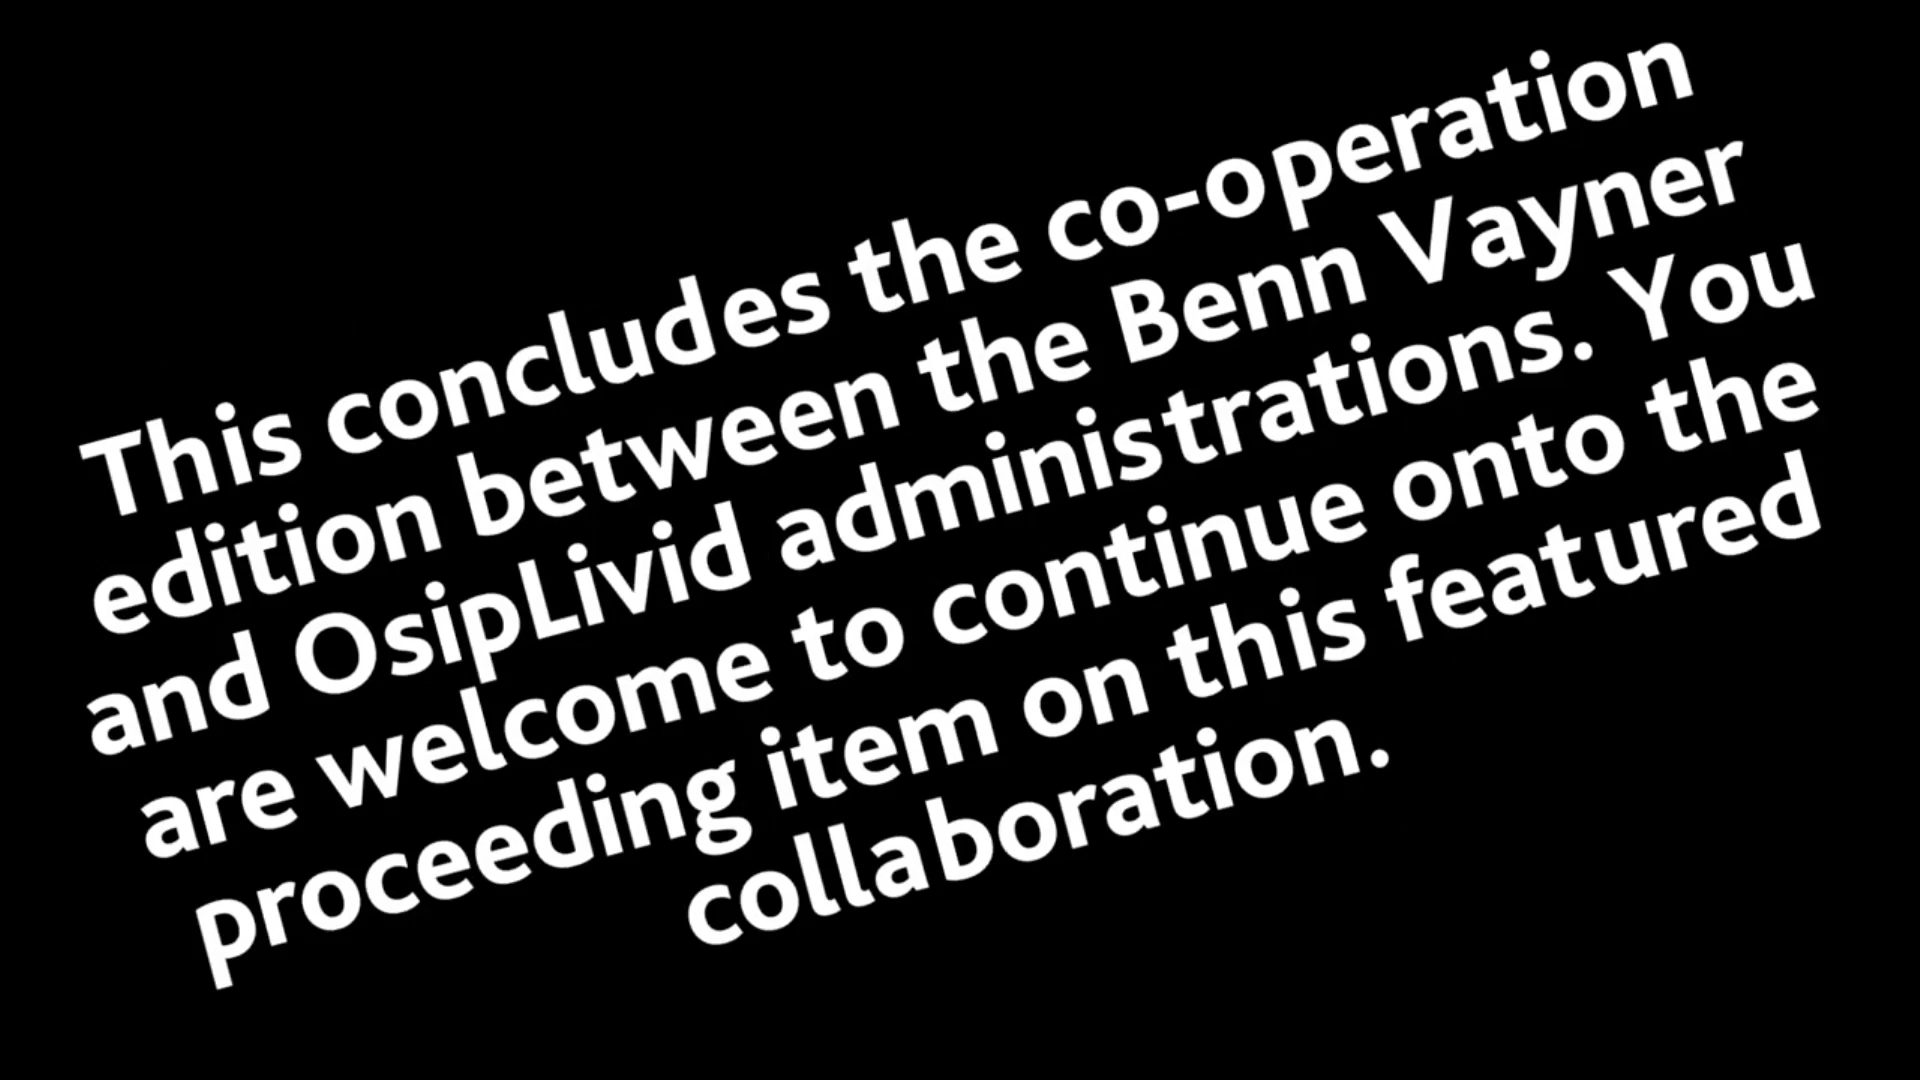 This concludes the co-operation
edition between the Benn Vayner
and OsipLivid administrations. You
are welcome to continue onto the
proceeding item on this featured
collaboration.